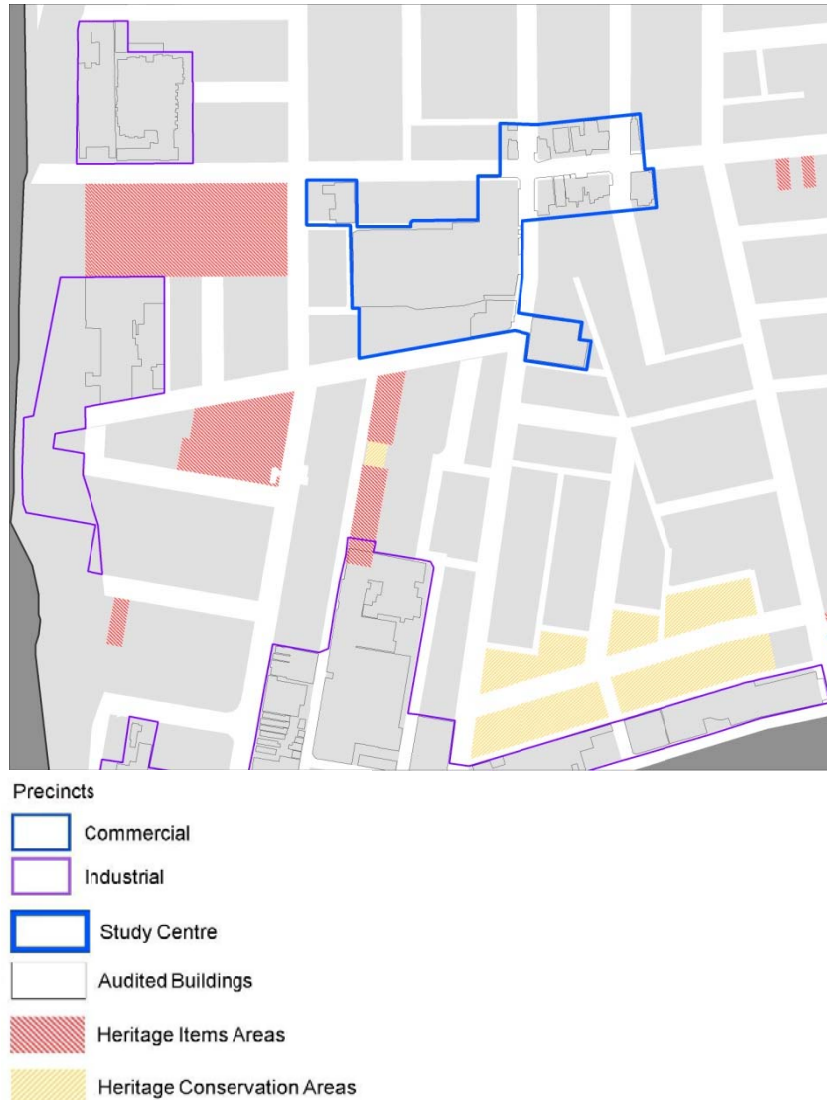 Precincts
Commercial
Industrial
Study Centre
Audited Buildings
Heritage Items Areas
Heritage Conservation Areas